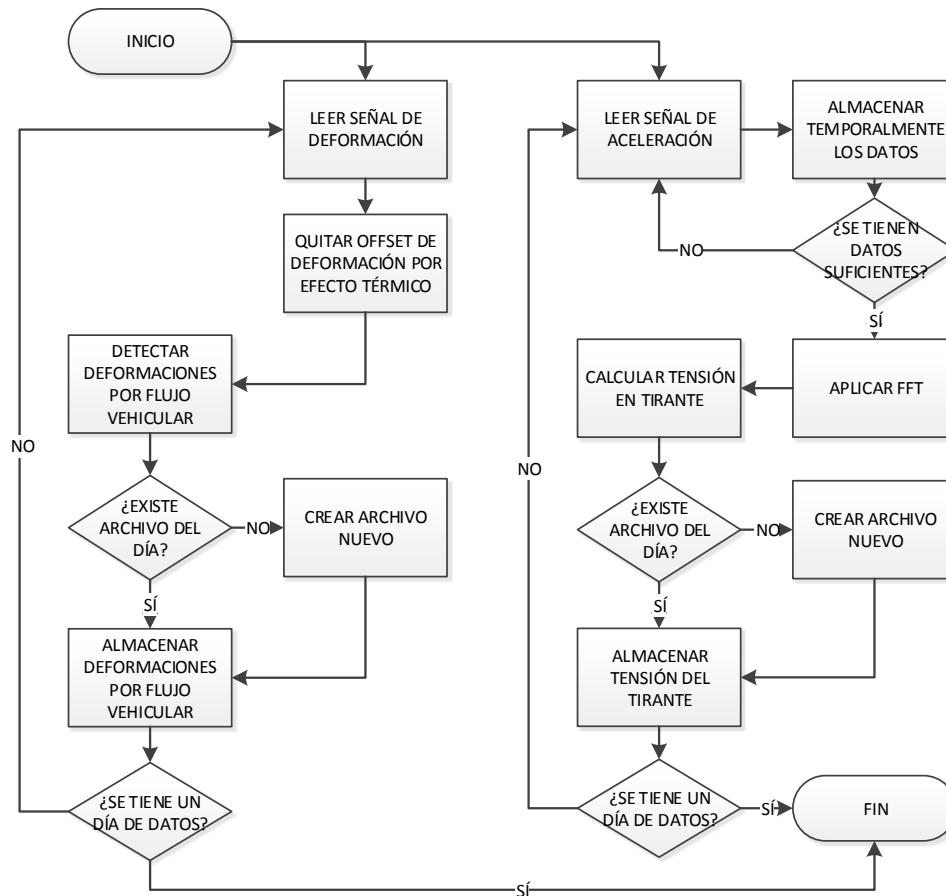 INICIO
LEER SEÑAL DE
DEFORMACIÓN
LEER SEÑAL DE
ACELERACIÓN
ALMACENAR
TEMPORALMENTE
LOS DATOS
QUITAR OFFSET DE
DEFORMACIÓN POR
EFECTO TÉRMICO
¿SE TIENEN
DATOS
SUFICIENTES?
NO
SÍ
DETECTAR
DEFORMACIONES
POR FLUJO
VEHICULAR
CALCULAR TENSIÓN
EN TIRANTE
APLICAR FFT
NO
NO
¿EXISTE
ARCHIVO DEL
DÍA?
NO
CREAR ARCHIVO
NUEVO
¿EXISTE
ARCHIVO DEL
DÍA?
NO
CREAR ARCHIVO
NUEVO
SÍ
SÍ
ALMACENAR
DEFORMACIONES
POR FLUJO
VEHICULAR
ALMACENAR
TENSIÓN DEL
TIRANTE
¿SE TIENE UN
DÍA DE DATOS?
¿SE TIENE UN
DÍA DE DATOS?
SÍ
FIN
SÍ